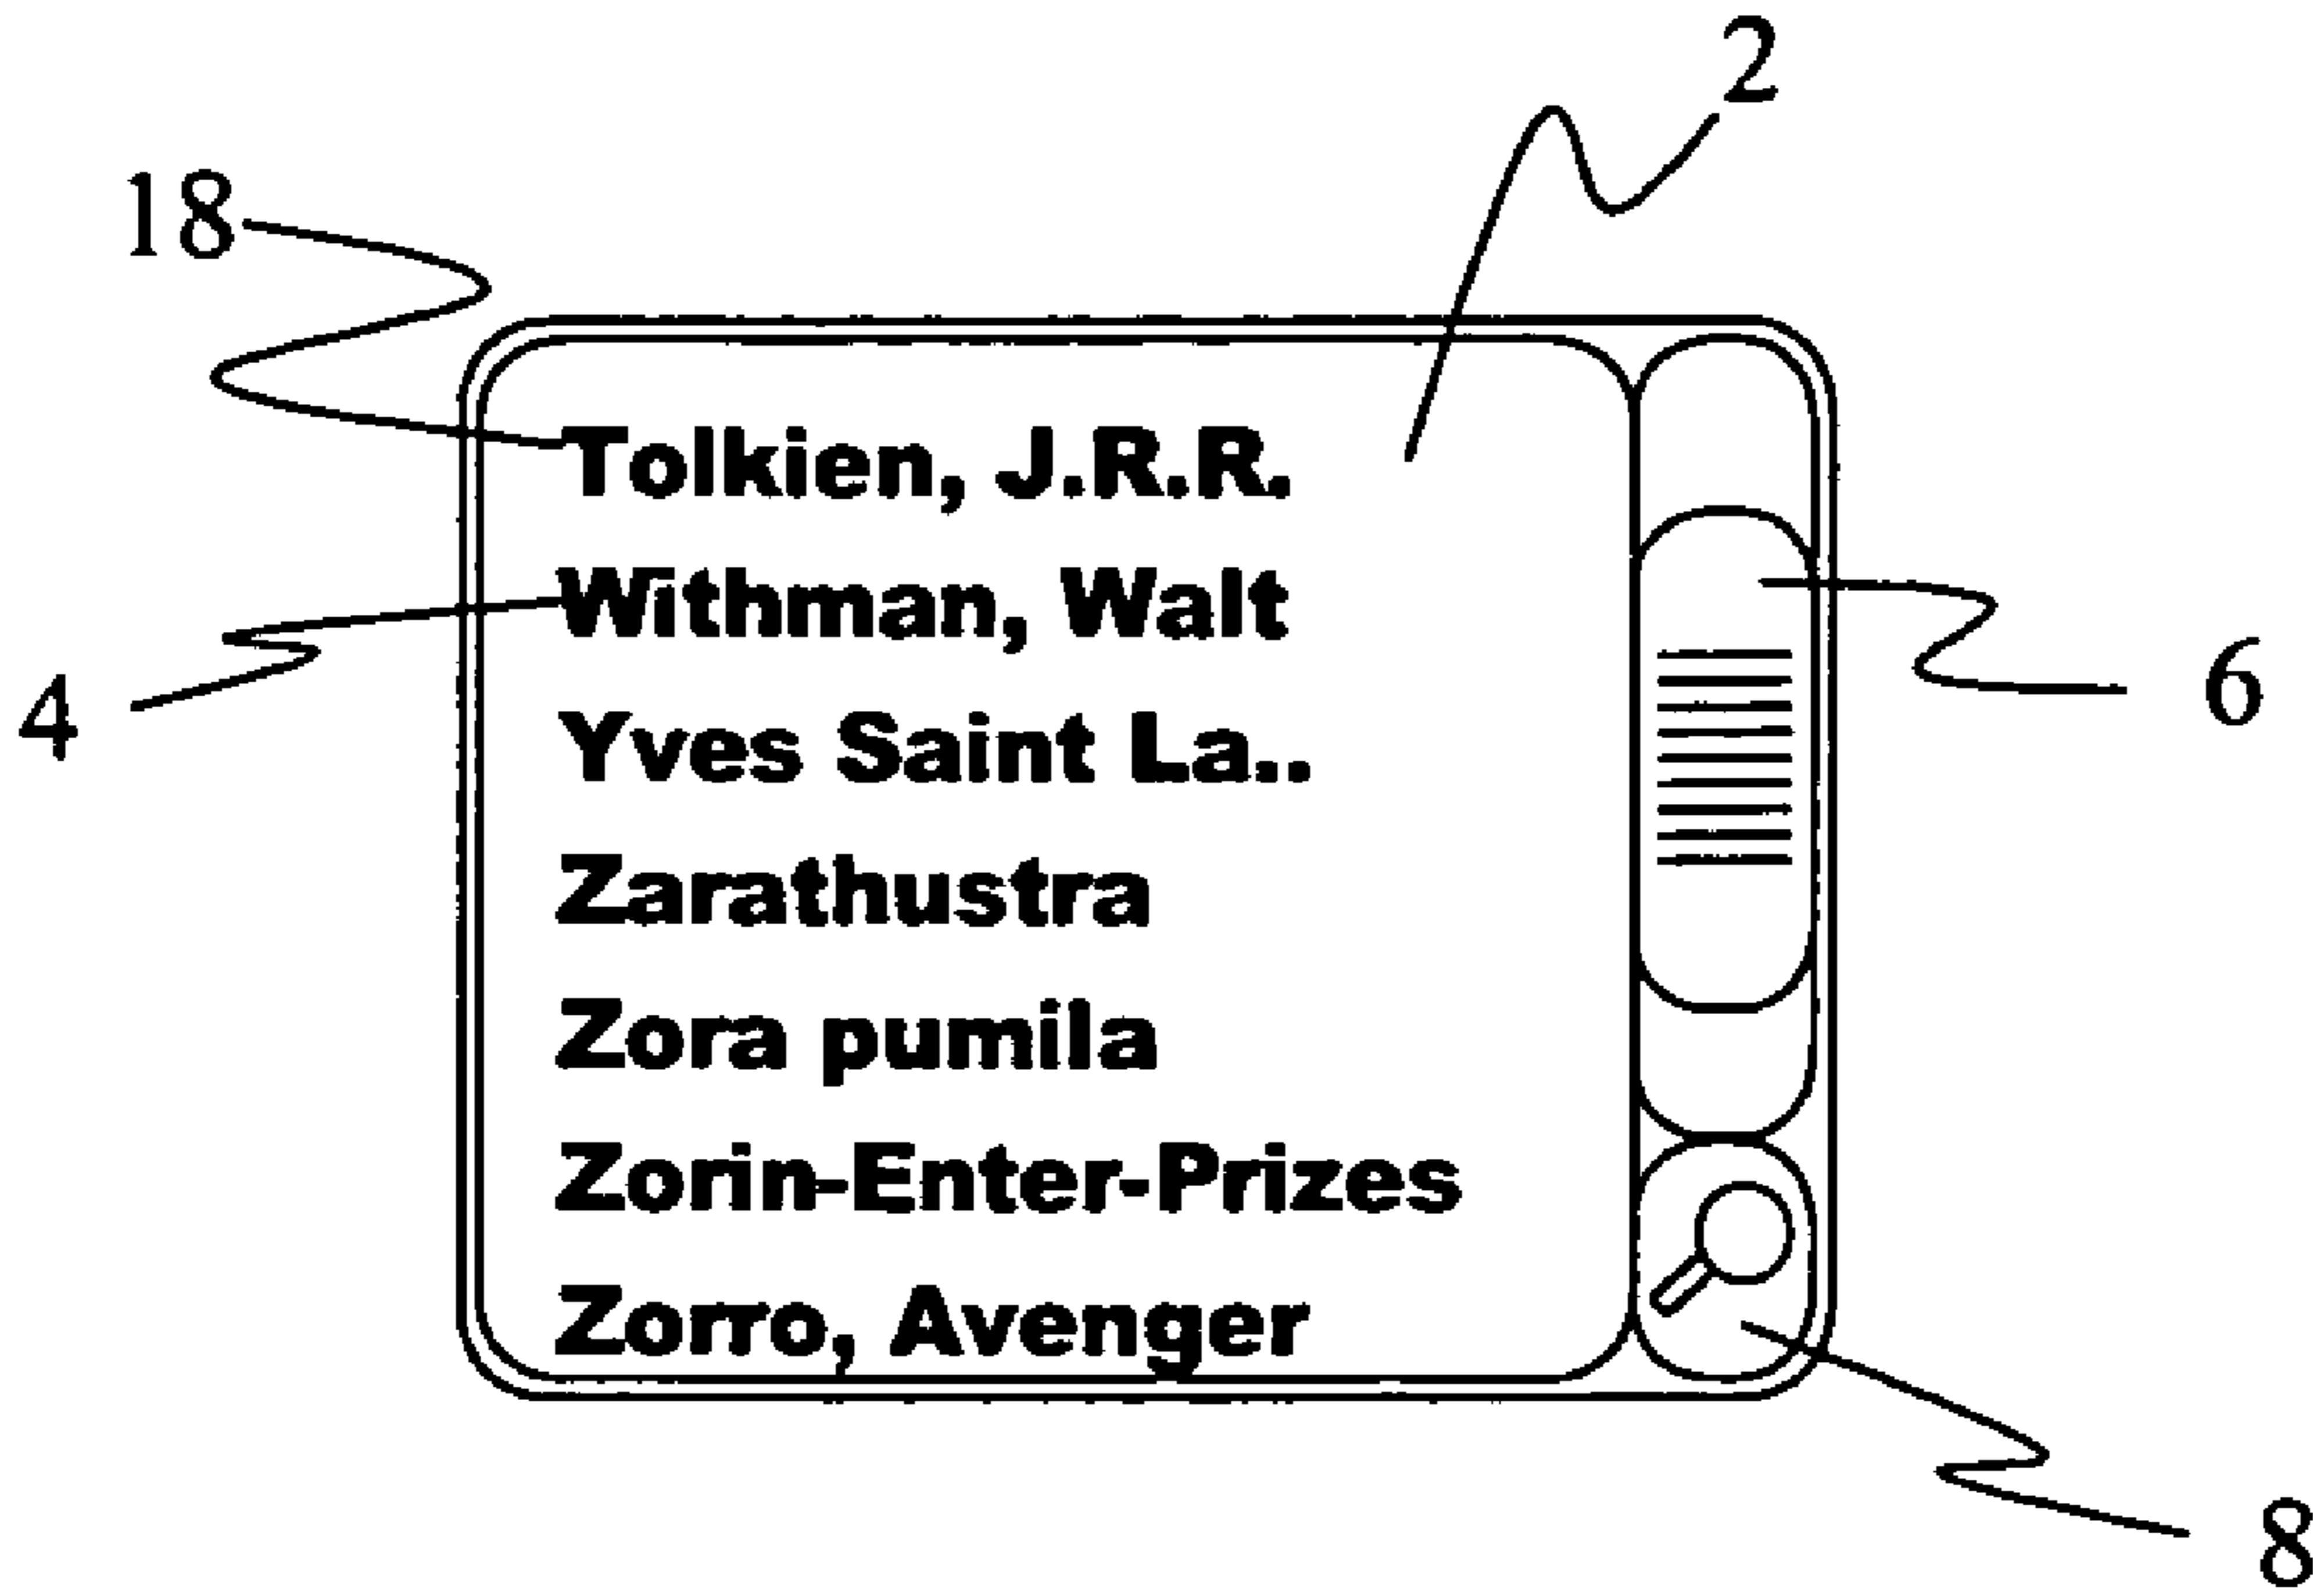 2
18
Tolkien, J.R.R.
Withman, Walt
4
6
Yves Saint La..
Zarathustra
Zora pumila
Zorin-Enter-Prizes
Zorro, Avenger
8